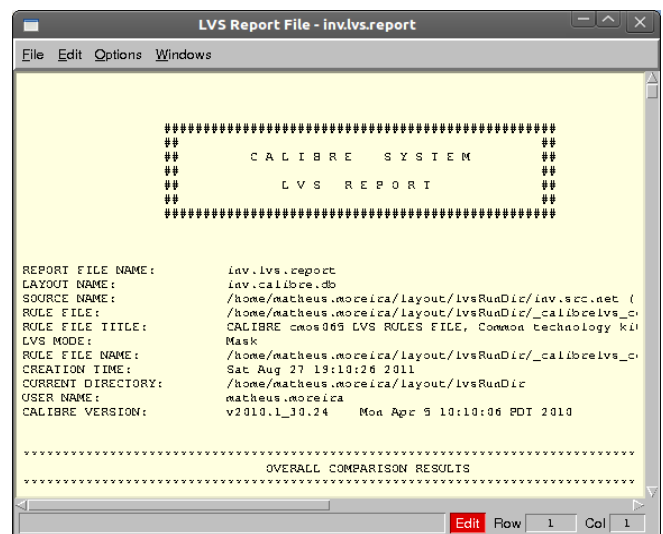 LVS Report File - inv.lvs.report
File Edit Options Windows
##################################################
## ##
## C A L I B R E   S Y S T E M ##
## ##
## L V S   R E P O R T ##
## ##
##################################################
REPORT FILE NAME: inv.lvs.report
LAYOUT NAME: inv.calibre.db
SOURCE NAME: /home/matheus.moreira/layout/lvsRunDir/inv.src.net (
RULE FILE: /home/matheus.moreira/layout/lvsRunDir/_calibrelvs_c
RULE FILE TITLE: CALIBRE cmos065 LVS RULES FILE, Common technology ki
LVS MODE: Mask
RULE FILE NAME: /home/matheus.moreira/layout/lvsRunDir/_calibrelvs_c
CREATION TIME: Sat Aug 27 19:10:26 2011
CURRENT DIRECTORY: /home/matheus.moreira/layout/lvsRunDir
USER NAME: matheus.moreira
CALIBRE VERSION: v2010.1_30.24 Mon Apr 5 10:10:06 PDT 2010
OVERALL COMPARISON RESULTS
Edit Row 1 Col 1